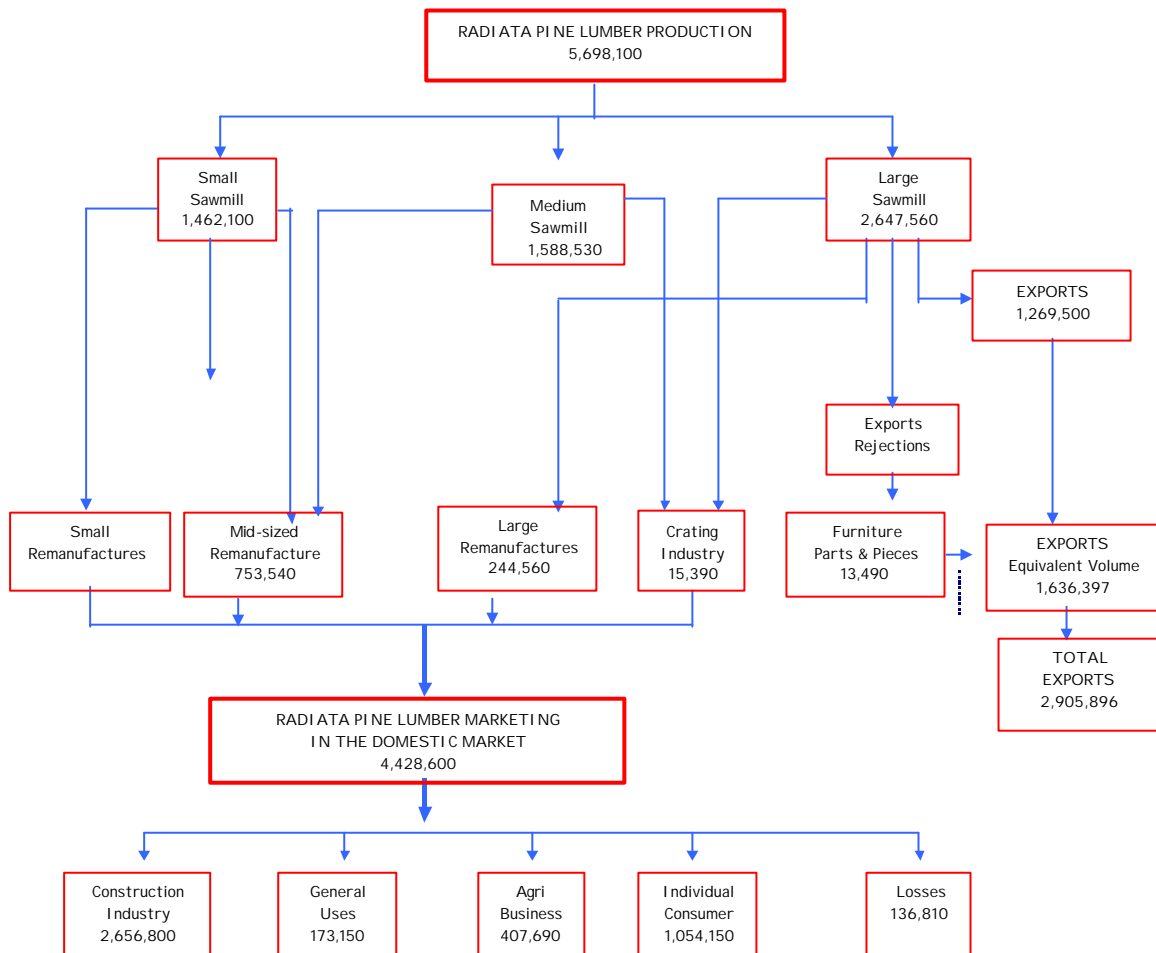 RADIATA PINE LUMBER PRODUCTION
5,698,100
Small
Sawmill
1,462,100
Medium
Sawmill
1,588,530
Large
Sawmill
2,647,560
EXPORTS
1,269,500
Exports
Rejections
Small
Remanufactures
Mid-sized
Remanufacture
753,540
Large
Remanufactures
244,560
Crating
Industry
15,390
Furniture
Parts & Pieces
13,490
EXPORTS
Equivalent Volume
1,636,397
TOTAL
EXPORTS
2,905,896
RADIATA PINE LUMBER MARKETING
IN THE DOMESTIC MARKET
4,428,600
Construction
Industry
2,656,800
General
Uses
173,150
Agri
Business
407,690
Individual
Consumer
1,054,150
Losses
136,810